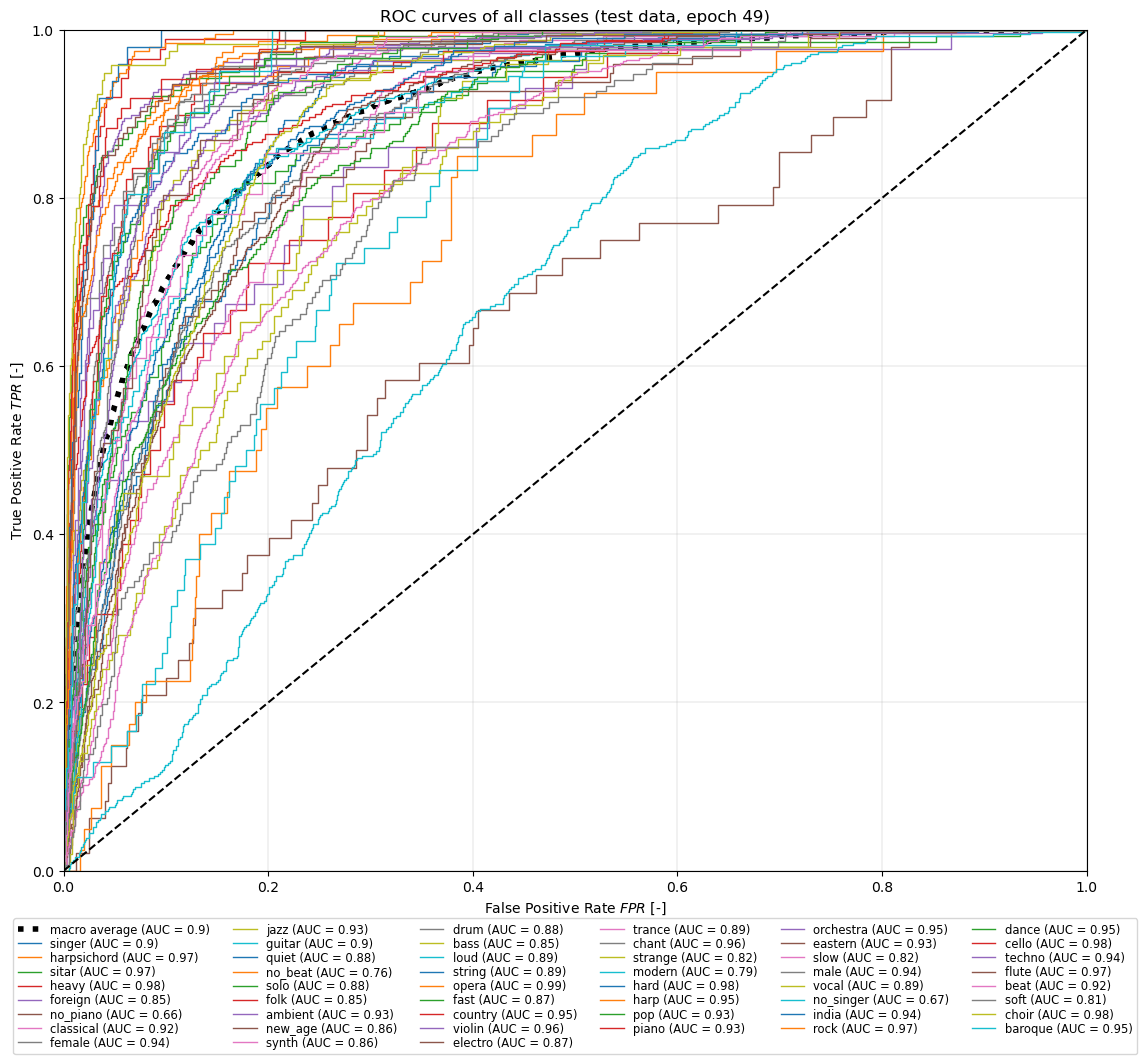 ROC curves of all classes (test data, epoch 49)
1.0
0.8
0.6
0.4
0.2
0.0
True Positive Rate TPR [-]
0.0 0.2 0.4 0.6 0.8 1.0
False Positive Rate FPR [-]
macro average (AUC = 0.9)
singer (AUC = 0.9)
harpsichord (AUC = 0.97)
sitar (AUC = 0.97)
heavy (AUC = 0.98)
foreign (AUC = 0.85)
no_piano (AUC = 0.66)
classical (AUC = 0.92)
female (AUC = 0.94)
jazz (AUC = 0.93)
guitar (AUC = 0.9)
quiet (AUC = 0.88)
no_beat (AUC = 0.76)
solo (AUC = 0.88)
folk (AUC = 0.85)
ambient (AUC = 0.93)
new_age (AUC = 0.86)
synth (AUC = 0.86)
drum (AUC = 0.88)
bass (AUC = 0.85)
loud (AUC = 0.89)
string (AUC = 0.89)
opera (AUC = 0.99)
fast (AUC = 0.87)
country (AUC = 0.95)
violin (AUC = 0.96)
electro (AUC = 0.87)
trance (AUC = 0.89)
chant (AUC = 0.96)
strange (AUC = 0.82)
modern (AUC = 0.79)
hard (AUC = 0.98)
harp (AUC = 0.95)
pop (AUC = 0.93)
piano (AUC = 0.93)
orchestra (AUC = 0.95)
eastern (AUC = 0.93)
slow (AUC = 0.82)
male (AUC = 0.94)
vocal (AUC = 0.89)
no_singer (AUC = 0.67)
india (AUC = 0.94)
rock (AUC = 0.97)
dance (AUC = 0.95)
cello (AUC = 0.98)
techno (AUC = 0.94)
flute (AUC = 0.97)
beat (AUC = 0.92)
soft (AUC = 0.81)
choir (AUC = 0.98)
baroque (AUC = 0.95)